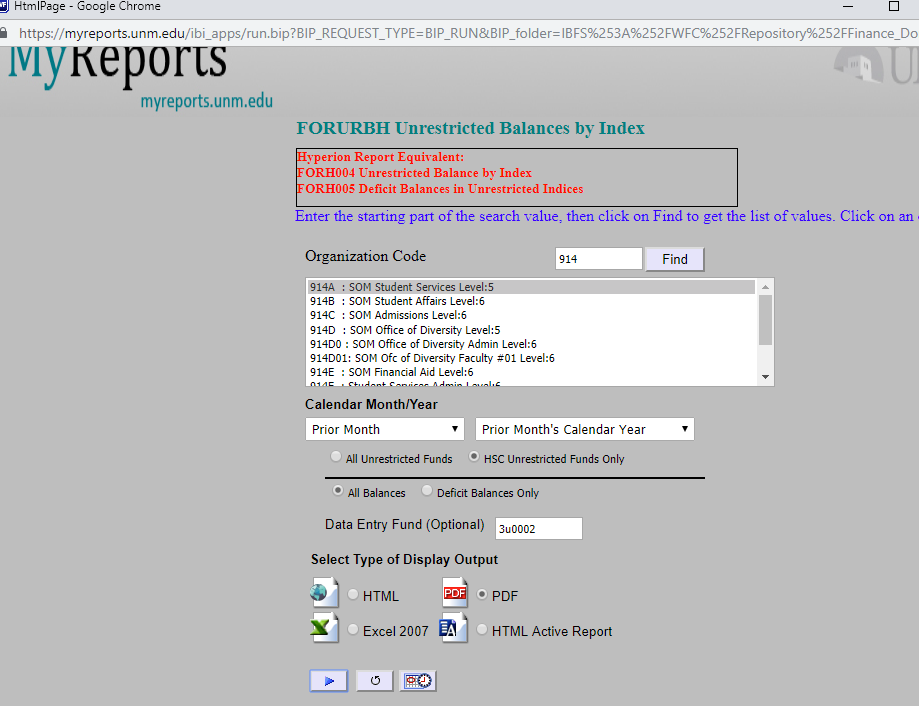 HtmlPage - Google Chrome
https://myreports.unm.edu/ibi_apps/run.bip?BIP_REQUEST_TYPE=BIP_RUN&BIP_folder=IBFS%253A%252FWFC%252FRepository%252FFinance_Do
MyReports
myreports.unm.edu
FORURBH Unrestricted Balances by Index
Hyperion Report Equivalent:
FORH004 Unrestricted Balance by Index
FORH005 Deficit Balances in Unrestricted Indices
Enter the starting part of the search value, then click on Find to get the list of values. Click on an
Organization Code 914 Find
914A : SOM Student Services Level:5
914B : SOM Student Affairs Level:6
914C : SOM Admissions Level:6
914D : SOM Office of Diversity Level:5
914D0 : SOM Office of Diversity Admin Level:6
914D01: SOM Ofc of Diversity Faculty #01 Level:6
914E : SOM Financial Aid Level:6
Student Services Admin Level:6
Calendar Month/Year
Prior Month Prior Month's Calendar Year
All Unrestricted Funds HSC Unrestricted Funds Only
All Balances Deficit Balances Only
Data Entry Fund (Optional) 3u0002
Select Type of Display Output
HTML PDF PDF
Excel 2007 A HTML Active Report